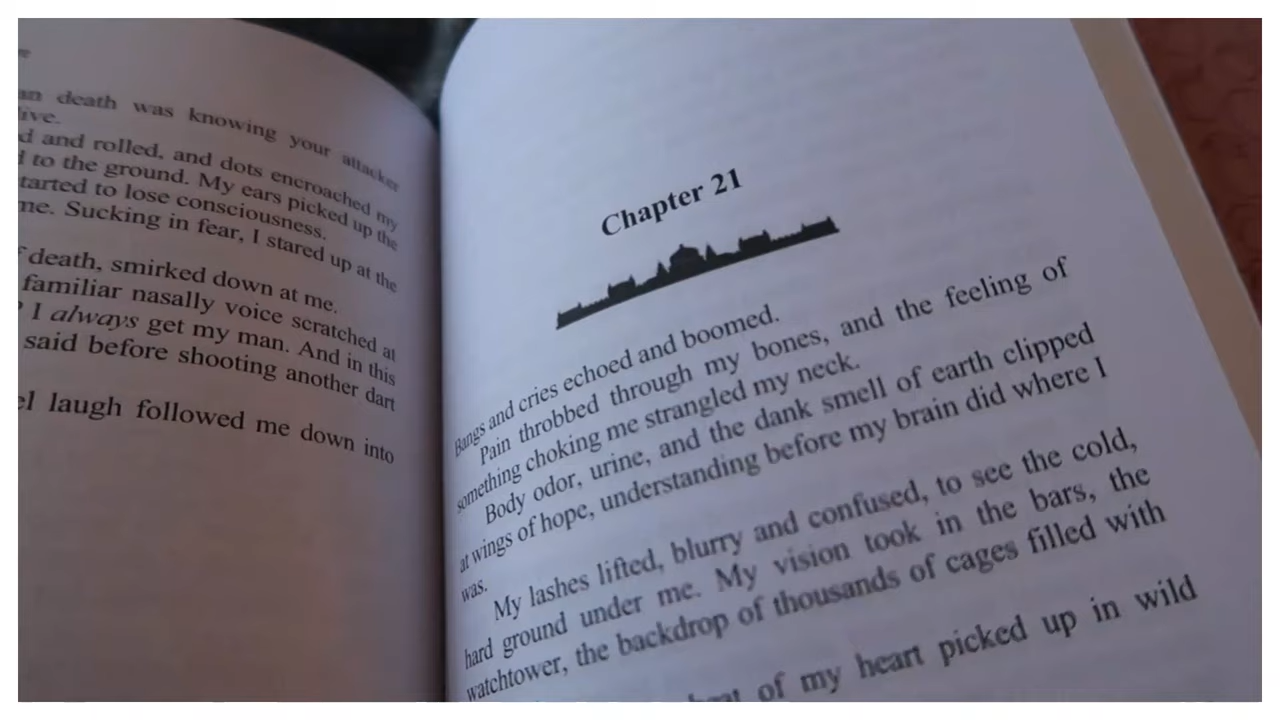 an death was knowing your attacker
live.
d and rolled, and dots encroached my
d to the ground. My ears picked up the
tarted to lose consciousness.
me. Sucking in fear, I stared up at the
f death, smirked down at me.
familiar nasally voice scratched at
? I always get my man. And in this
said before shooting another dart
el laugh followed me down into
Chapter 21
Bangs and cries echoed and boomed.
Pain throbbed through my bones, and the feeling of
something choking me strangled my neck.
Body odor, urine, and the dank smell of earth clipped
at wings of hope, understanding before my brain did where I
was.
My lashes lifted, blurry and confused, to see the cold,
hard ground under me. My vision took in the bars, the
watchtower, the backdrop of thousands of cages filled with
beat of my heart picked up in wild